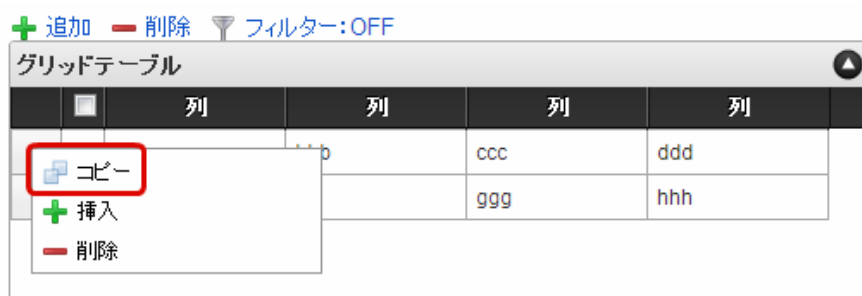 追加 削除 フィルター:OFF
グリッドテーブル
列 列 列 列
ccc ddd
コピー
挿入 ggg hhh
削除